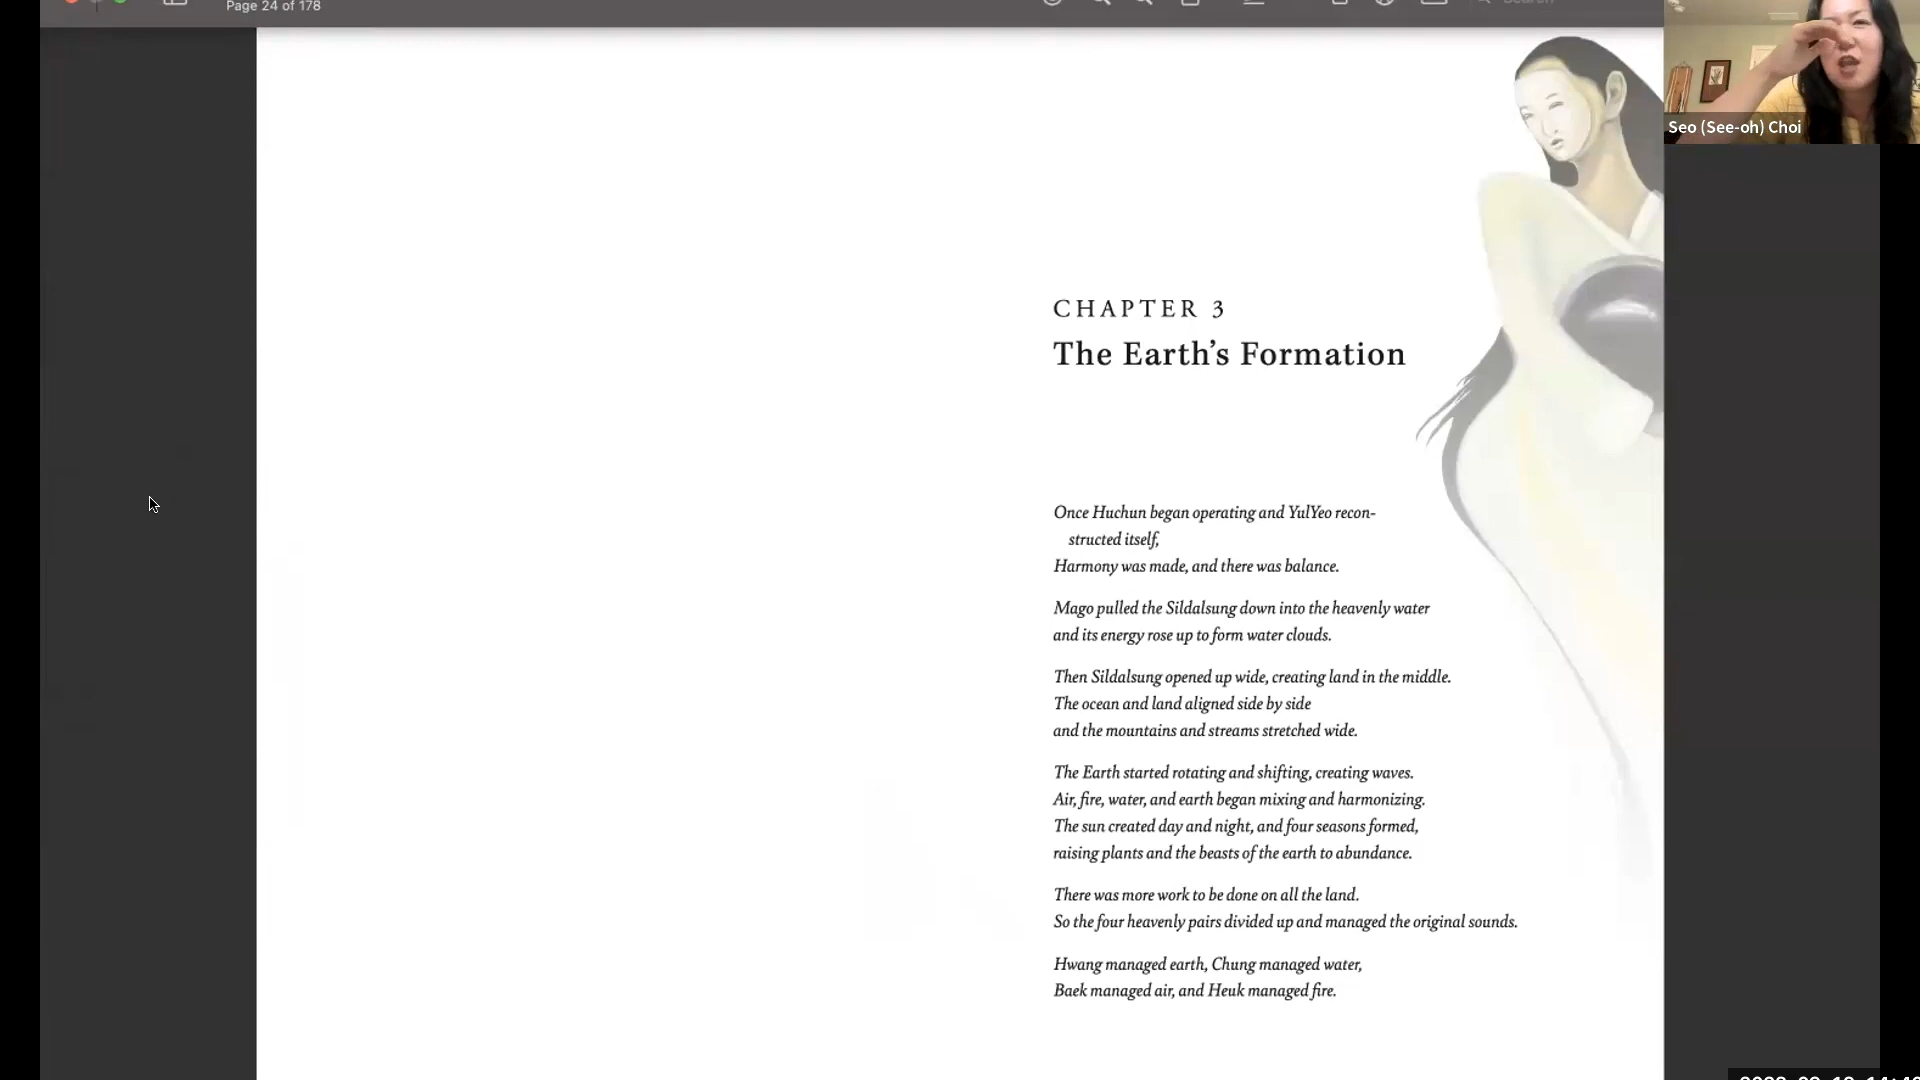 Page 24 of 178
Search
Seo (See-oh) Choi
CHAPTER 3
The Earth's Formation
Once Huchun began operating and YulYeo recon-
structed itself,
Harmony was made, and there was balance.
Mago pulled the Sildalsung down into the heavenly water
and its energy rose up to form water clouds.
Then Sildalsung opened up wide, creating land in the middle.
The ocean and land aligned side by side
and the mountains and streams stretched wide.
The Earth started rotating and shifting, creating waves.
Air, fire, water, and earth began mixing and harmonizing.
The sun created day and night, and four seasons formed,
raising plants and the beasts of the earth to abundance.
There was more work to be done on all the land.
So the four heavenly pairs divided up and managed the original sounds.
Hwang managed earth, Chung managed water,
Baek managed air, and Heuk managed fire.